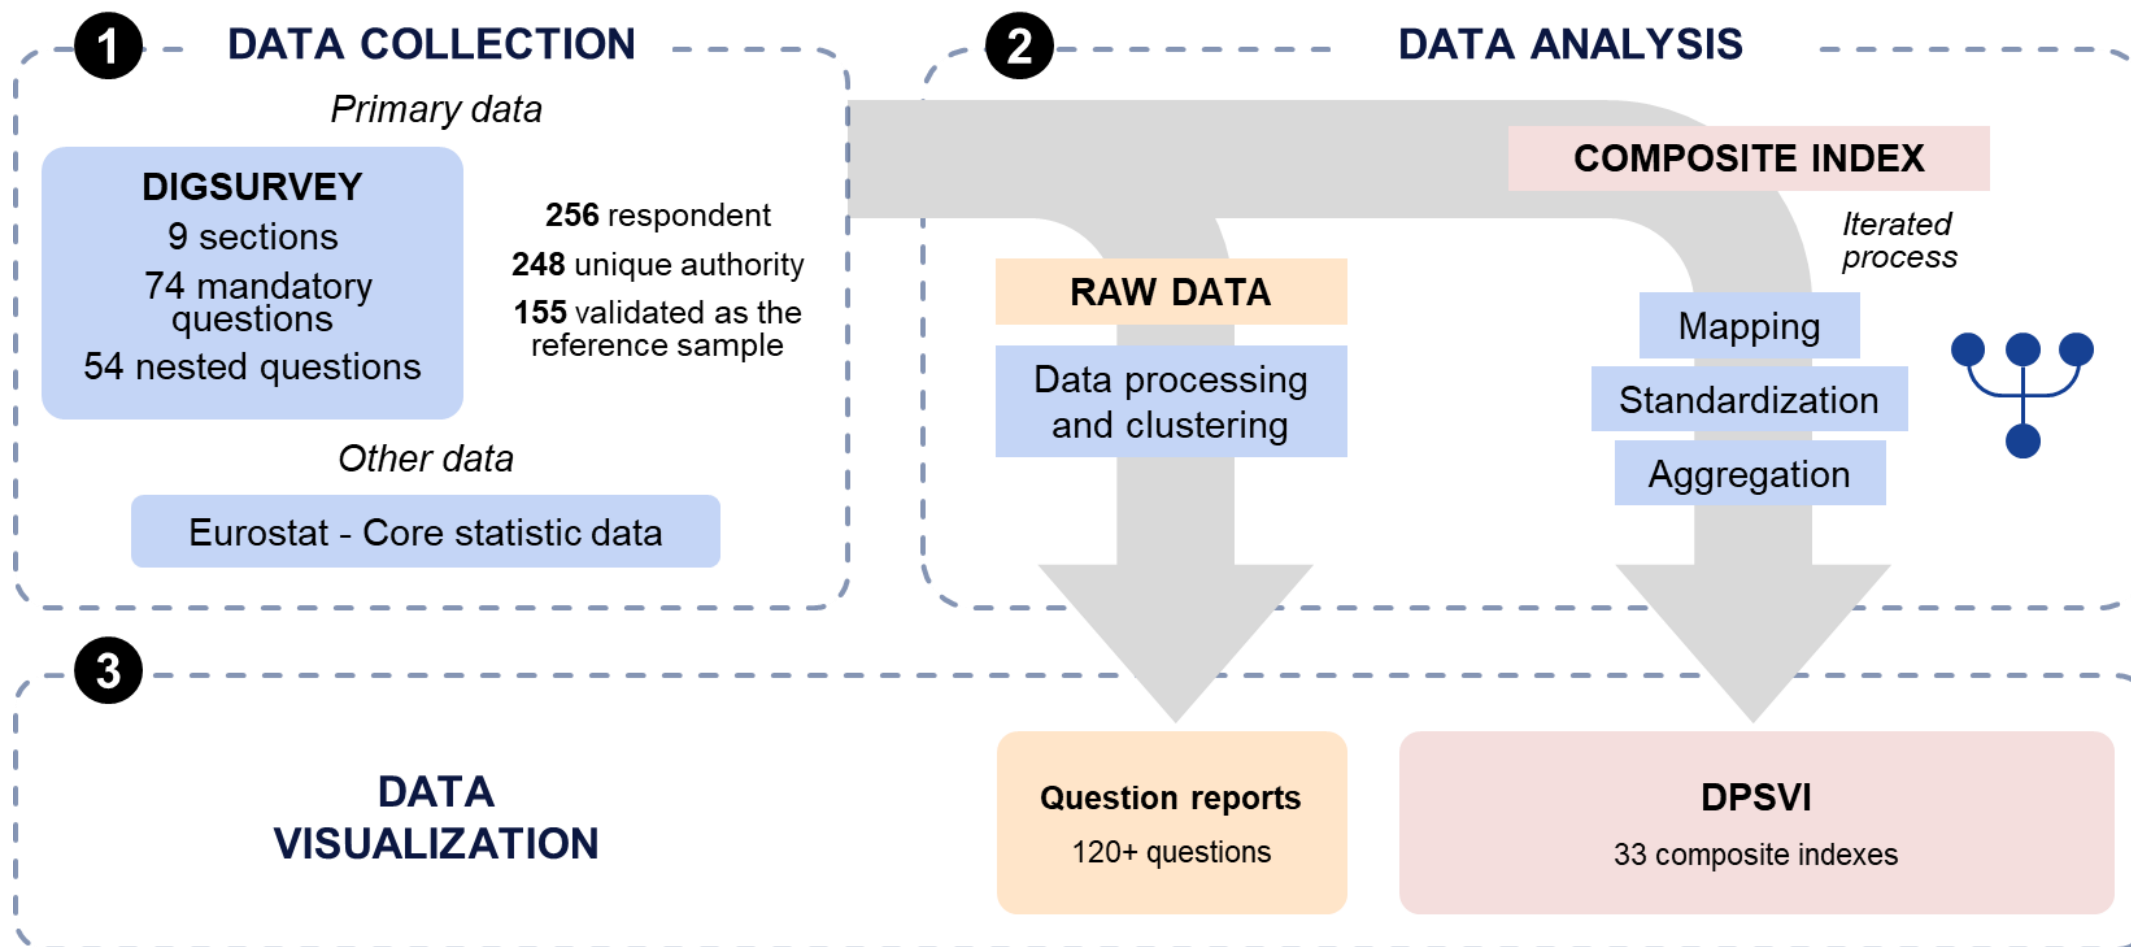 1
DATA COLLECTION
Primary data
DIGSURVEY
9 sections
74 mandatory
questions
54 nested questions
256 respondent
248 unique authority
155 validated as the
reference sample
Other data
Eurostat - Core statistic data
2
DATA ANALYSIS
COMPOSITE INDEX
Iterated
process
RAW DATA
Data processing
and clustering
Mapping
Standardization
Aggregation
3
DATA
VISUALIZATION
Question reports
120+ questions
DPSVI
33 composite indexes